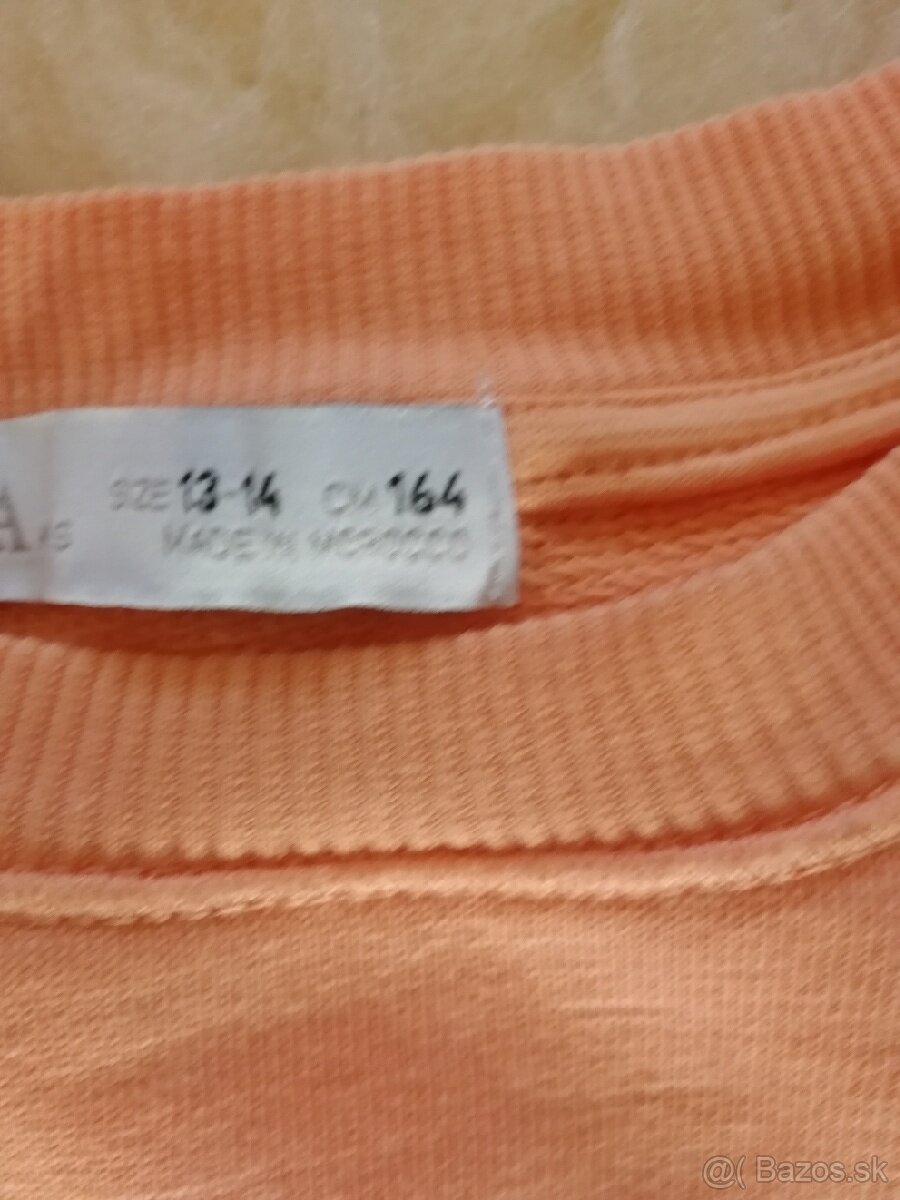 A /S SIZE 13-14 CM 164
MADE IN MOROCCO
@( Bazos.sk